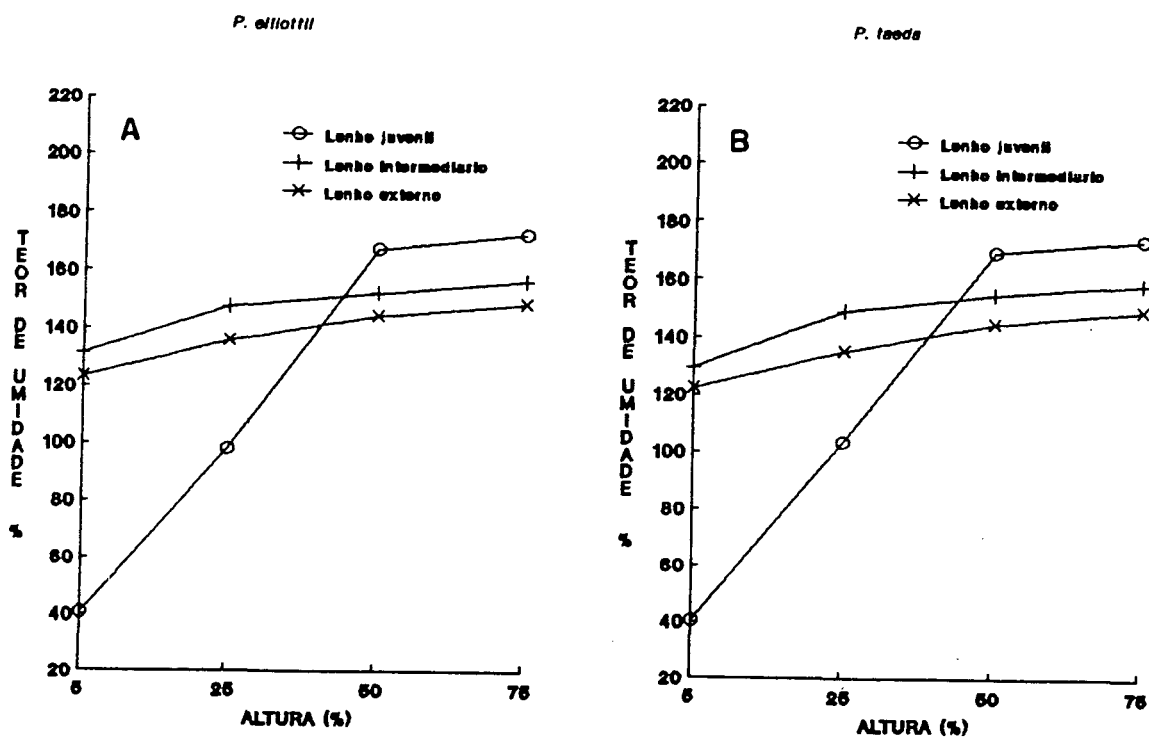 P. elliottii
A
Lenho juvenil
Lenho intermediario
Lenho externo
220
200
180
160
140
120
100
80
60
40
20
TEOR DE UMIDADE %
5
25
50
75
ALTURA (%)
P. taeda
B
Lenho juvenil
Lenho intermediario
Lenho externo
220
200
180
160
140
120
100
80
60
40
20
TEOR DE UMIDADE %
5
25
50
75
ALTURA (%)